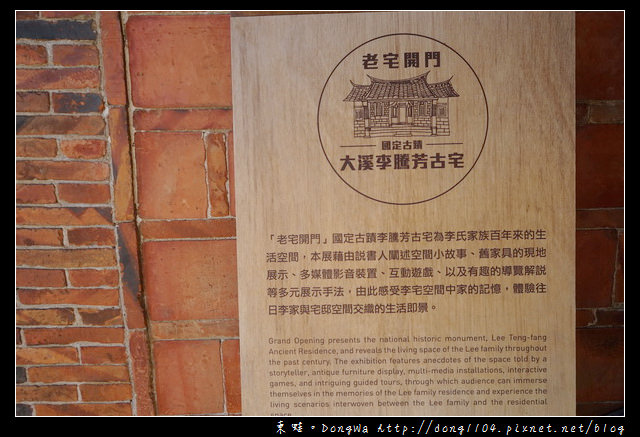 老宅開門
國定古蹟
大溪李騰芳古宅
「老宅開門」國定古蹟李騰芳古宅為李氏家族百年來的生
活空間，本展藉由說書人闡述空間小故事、舊家具的現地
展示、多媒體影音裝置、互動遊戲、以及有趣的導覽解說
等多元展示手法，由此感受李宅空間中家的記憶，體驗往
日李家與宅邸空間交織的生活即景。
Grand Opening presents the national historic monument, Lee Teng-fang
Ancient Residence, and reveals the living space of the Lee family throughout
the past century. The exhibition features anecdotes of the space told by a
storyteller, antique furniture display, multi-media installations, interactive
games, and intriguing guided tours, through which audience can immerse
themselves in the memories of the Lee family residence and experience the
living scenarios interwoven between the Lee family and the residential
space.
東雞。DongWa http://dong1104.pixnet.net/blog